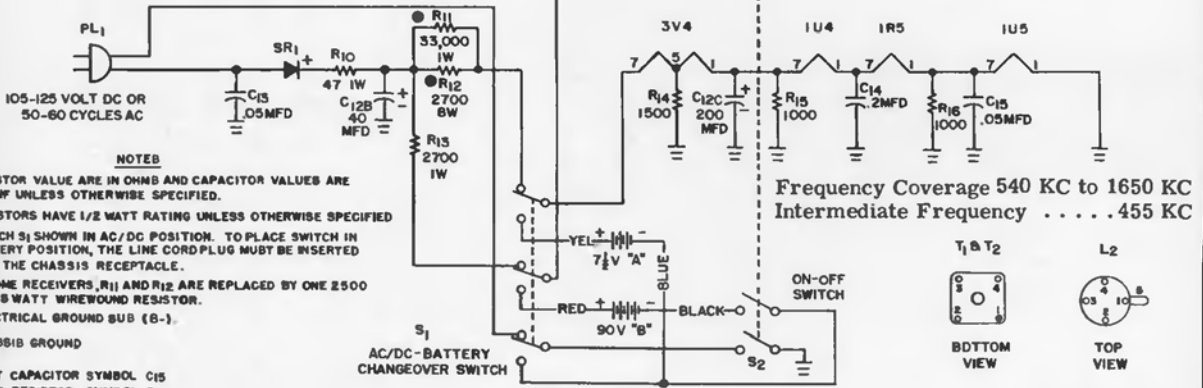 PL1
105-125 VOLT DC OR
50-60 CYCLES AC
C13
.05MFD
SR1
+
R10
47 1W
C12B
40
MFD
+
-
R11
33,000
1W
R12
2700
8W
R13
2700
1W
3V4
7
5
1
R14
1500
C12C
200
MFD
+
-
R15
1000
1U4
7
1
C14
.2MFD
1R5
7
1
R16
1000
C15
.05MFD
1U5
7
1
NOTEB
STOR VALUE ARE IN OHMB AND CAPACITOR VALUES ARE
F UNLESS OTHERWISE SPECIFIED.
STORS HAVE 1/2 WATT RATING UNLESS OTHERWISE SPECIFIED
CH S1 SHOWN IN AC/DC POSITION. TO PLACE SWITCH IN
ERY POSITION, THE LINE CORD PLUG MUBT BE INSERTED
THE CHASSIS RECEPTACLE.
ME RECEIVERS, R11 AND R12 ARE REPLACED BY ONE 2500
8 WATT WIREWOUND RESISTOR.
CTRICAL GROUND SUB (B-).
SSIB GROUND
T CAPACITOR SYMBOL C15
YEL
+
-
7½V "A"
BLUE
RED
+
-
90V "B"
BLACK
S1
AC/DC-BATTERY
CHANGEOVER SWITCH
ON-OFF
SWITCH
S2
Frequency Coverage 540 KC to 1650 KC
Intermediate Frequency . . . . . 455 KC
T1 & T2
3
4
2
1
BDTTOM
VIEW
L2
4
3
1
5
2
TOP
VIEW